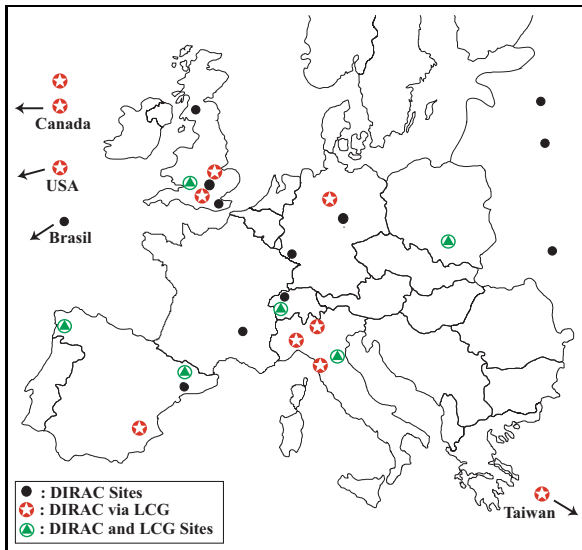 Canada
USA
Brasil
Taiwan
: DIRAC Sites
: DIRAC via LCG
: DIRAC and LCG Sites